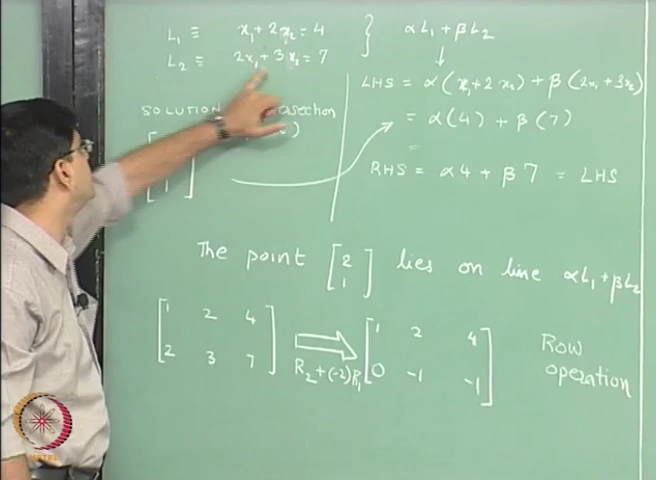 L₁ ≡ x₁ + 2x₂ = 4 } αL₁ + βL₂
L₂ ≡ 2x₁ + 3x₂ = 7
↓
LHS = α(x₁ + 2x₂) + β(2x₁ + 3x₂)
SOLUTION
= α(4) + β(7)
=
RHS = α4 + β7 = LHS
1
The point [2 1] lies on line αL₁ + βL₂
[1 2 4 [1 2 4 Row
2 3 7] ⇒ 0 -1 -1] operation
R₂ + (-2)R₁